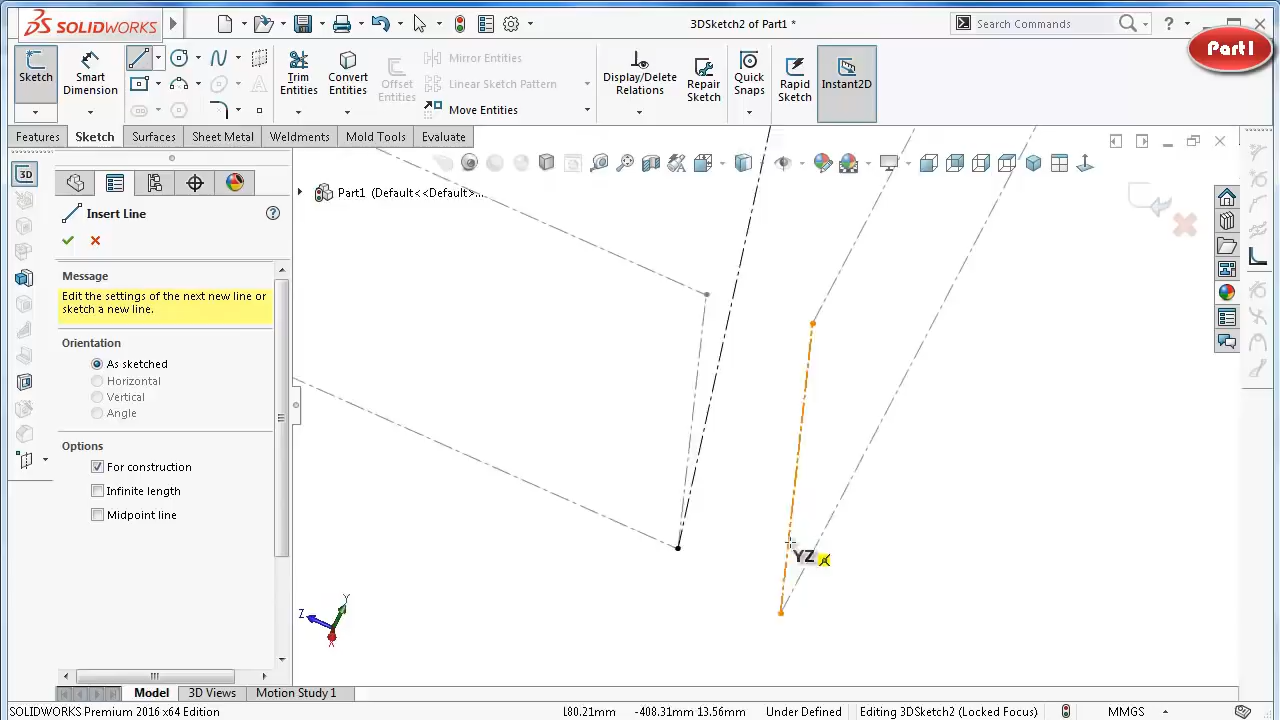 SOLIDWORKS
3DSketch2 of Part1 *
Search Commands
?
Part1
Sketch
Smart Dimension
Trim Entities
Convert Entities
Offset Entities
Mirror Entities
Linear Sketch Pattern
Move Entities
Display/Delete Relations
Repair Sketch
Quick Snaps
Rapid Sketch
Instant2D
Features
Sketch
Surfaces
Sheet Metal
Weldments
Mold Tools
Evaluate
3D
Part1 (Default<<Default>...
Insert Line
?
Message
Edit the settings of the next new line or
sketch a new line.
Orientation
As sketched
Horizontal
Vertical
Angle
Options
For construction
Infinite length
Midpoint line
YZ
Y
Z
X
Model
3D Views
Motion Study 1
SOLIDWORKS Premium 2016 x64 Edition
180.21mm
-408.31mm 13.56mm
Under Defined
Editing 3DSketch2 (Locked Focus)
MMGS